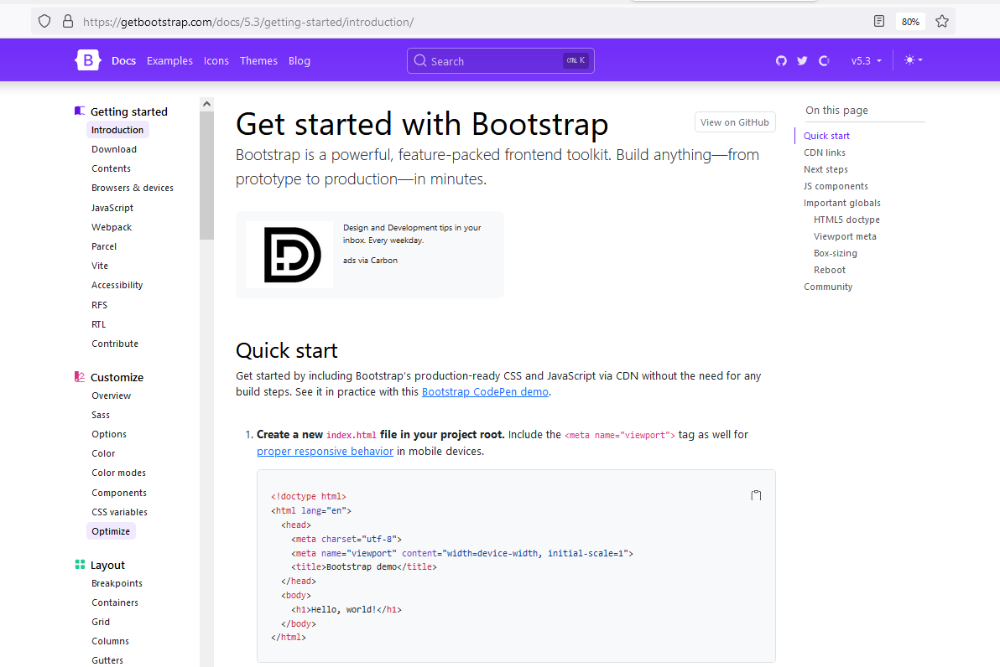 https://getbootstrap.com/docs/5.3/getting-started/introduction/
80%
B
Docs
Examples
Icons
Themes
Blog
Search
CTRL K
v5.3
Getting started
Introduction
Download
Contents
Browsers & devices
JavaScript
Webpack
Parcel
Vite
Accessibility
RFS
RTL
Contribute
Customize
Overview
Sass
Options
Color
Color modes
Components
CSS variables
Optimize
Layout
Breakpoints
Containers
Grid
Columns
Gutters
Get started with Bootstrap
View on GitHub
Bootstrap is a powerful, feature-packed frontend toolkit. Build anything—from
prototype to production—in minutes.
Design and Development tips in your
inbox. Every weekday.
ads via Carbon
Quick start
Get started by including Bootstrap's production-ready CSS and JavaScript via CDN without the need for any
build steps. See it in practice with this Bootstrap CodePen demo.
1. Create a new index.html file in your project root. Include the <meta name="viewport"> tag as well for
proper responsive behavior in mobile devices.
<!doctype html>
<html lang="en">
<head>
<meta charset="utf-8">
<meta name="viewport" content="width=device-width, initial-scale=1">
<title>Bootstrap demo</title>
</head>
<body>
<h1>Hello, world!</h1>
</body>
</html>
On this page
Quick start
CDN links
Next steps
JS components
Important globals
HTML5 doctype
Viewport meta
Box-sizing
Reboot
Community